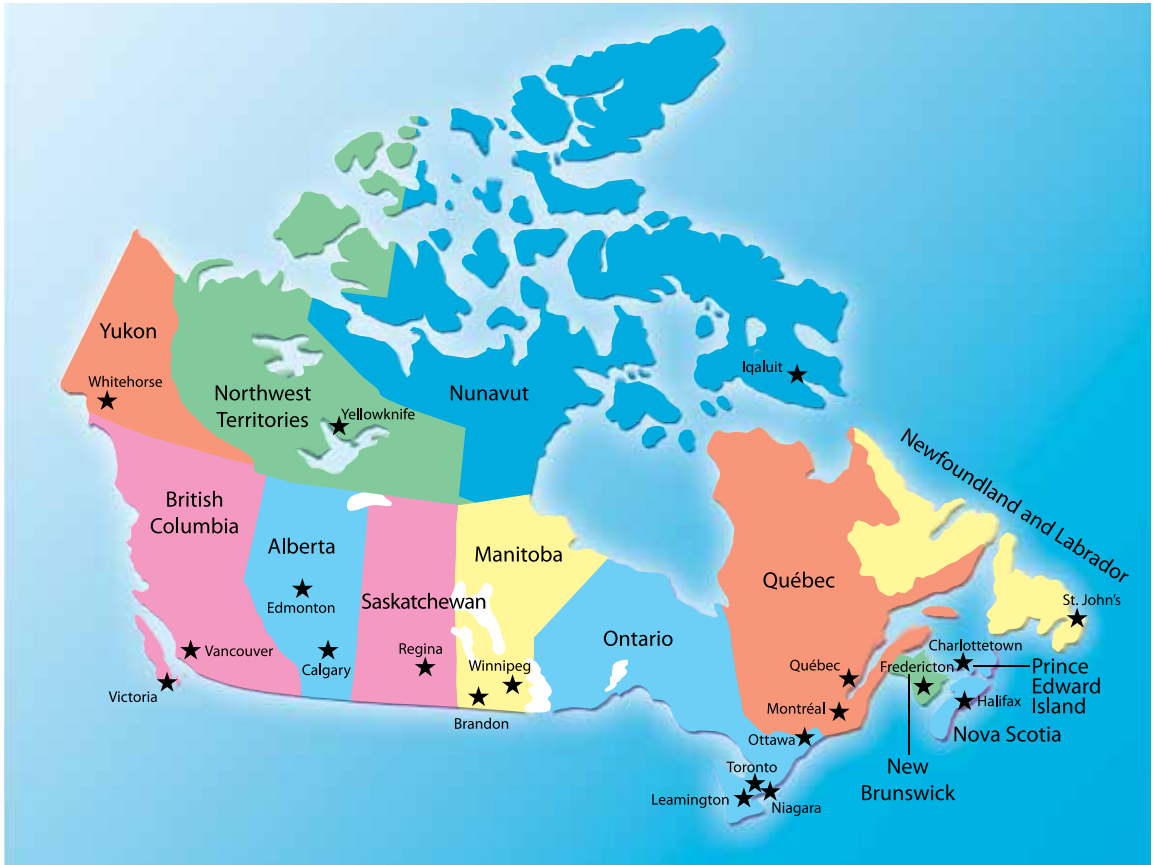 Yukon
Whitehorse
Northwest
Territories
Yellowknife
Nunavut
Iqaluit
British
Columbia
Vancouver
Victoria
Alberta
Edmonton
Calgary
Saskatchewan
Regina
Manitoba
Winnipeg
Brandon
Ontario
Ottawa
Toronto
Leamington
Niagara
Québec
Québec
Montréal
Newfoundland and Labrador
St. John's
Charlottetown
Prince
Edward
Island
Fredericton
Halifax
Nova Scotia
New
Brunswick